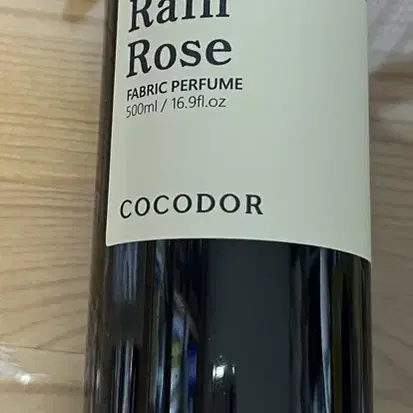 Rain
Rose
FABRIC PERFUME
500ml / 16.9fl.oz
COCODOR